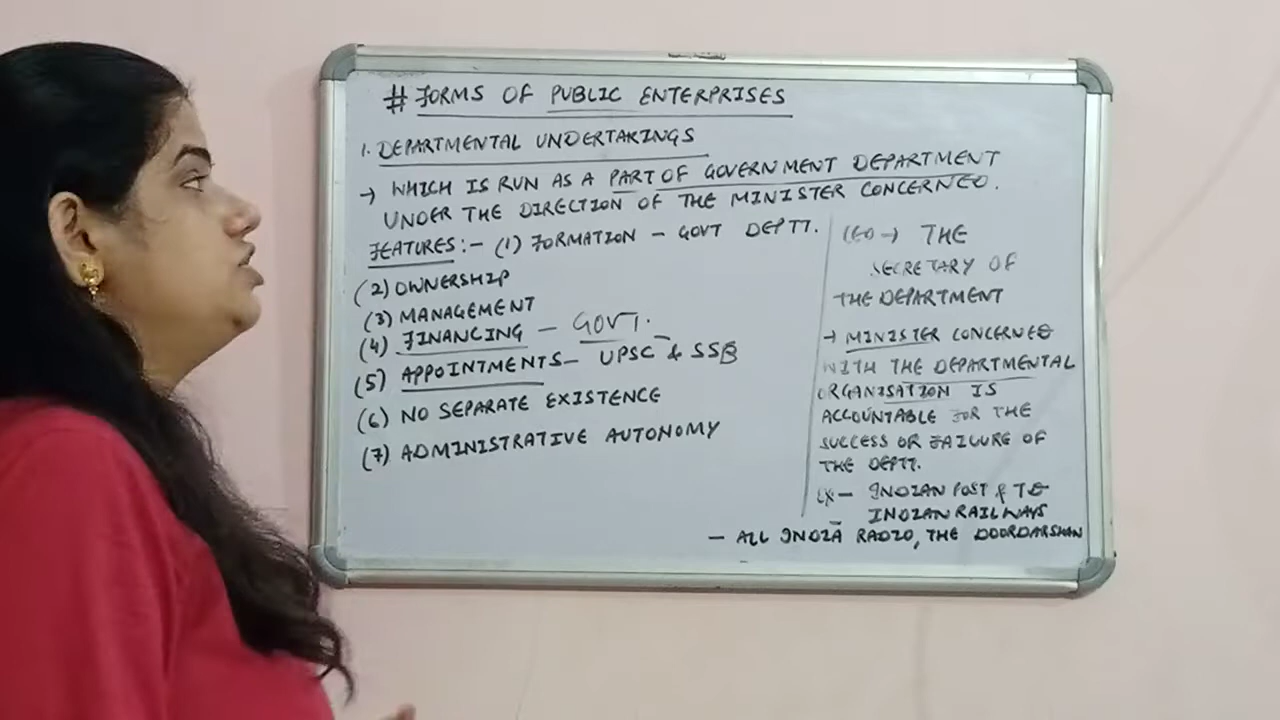 # FORMS OF PUBLIC ENTERPRISES
1. DEPARTMENTAL UNDERTAKINGS
→ WHICH IS RUN AS A PART OF GOVERNMENT DEPARTMENT
UNDER THE DIRECTION OF THE MINISTER CONCERNED.
FEATURES:- (1) FORMATION - GOVT DEPTT.
(2) OWNERSHIP
(3) MANAGEMENT
(4) FINANCING - GOVT.
(5) APPOINTMENTS- UPSC & SSB
(6) NO SEPARATE EXISTENCE
(7) ADMINISTRATIVE AUTONOMY
CEO → THE
SECRETARY OF
THE DEPARTMENT
→ MINISTER CONCERNED
WITH THE DEPARTMENTAL
ORGANISATION IS
ACCOUNTABLE FOR THE
SUCCESS OR FAILURE OF
THE DEPTT.
EX- INDIAN POST &
INDIAN RAILWAYS
- ALL INDIA RADIO, THE DOORDARSHAN